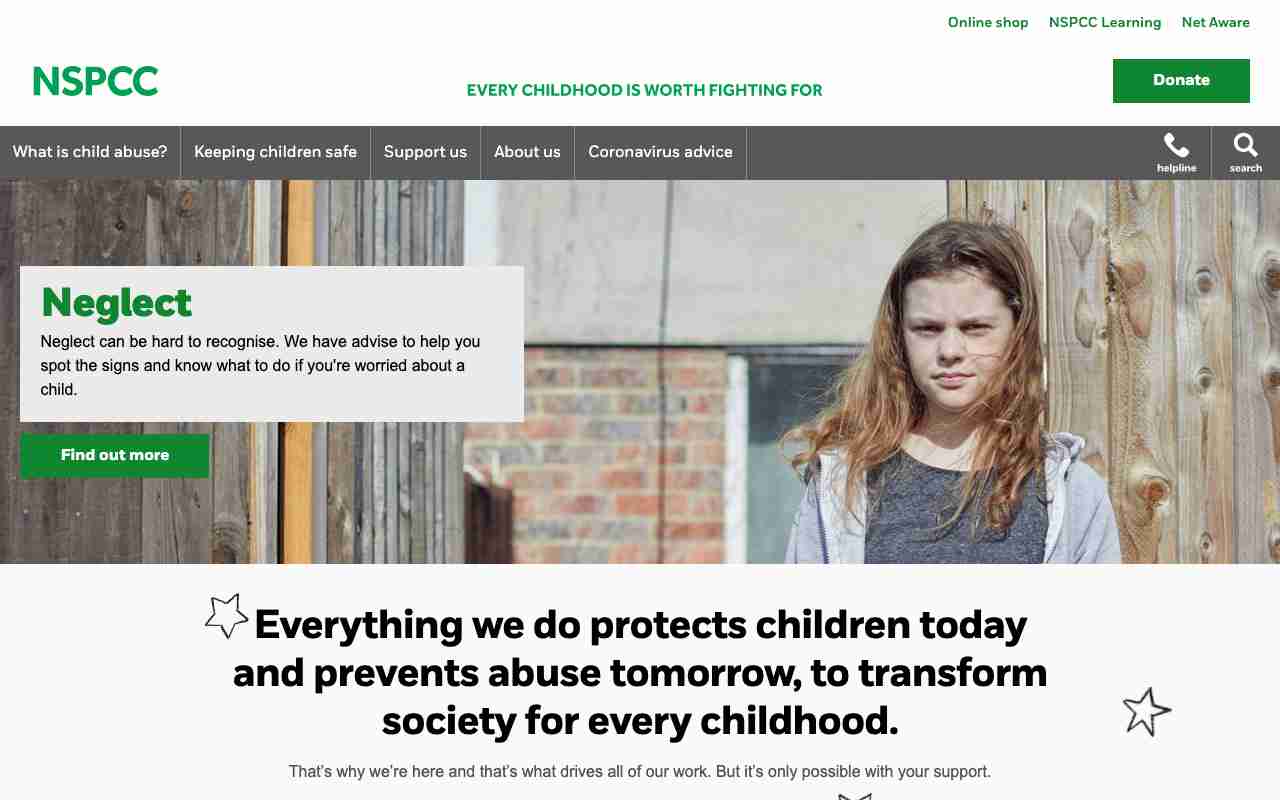 Online shop NSPCC Learning Net Aware
NSPCC
EVERY CHILDHOOD IS WORTH FIGHTING FOR
Donate
What is child abuse? Keeping children safe Support us About us Coronavirus advice helpline search
Neglect
Neglect can be hard to recognise. We have advise to help you
spot the signs and know what to do if you're worried about a
child.
Find out more
Everything we do protects children today
and prevents abuse tomorrow, to transform
society for every childhood.
That's why we're here and that's what drives all of our work. But it's only possible with your support.